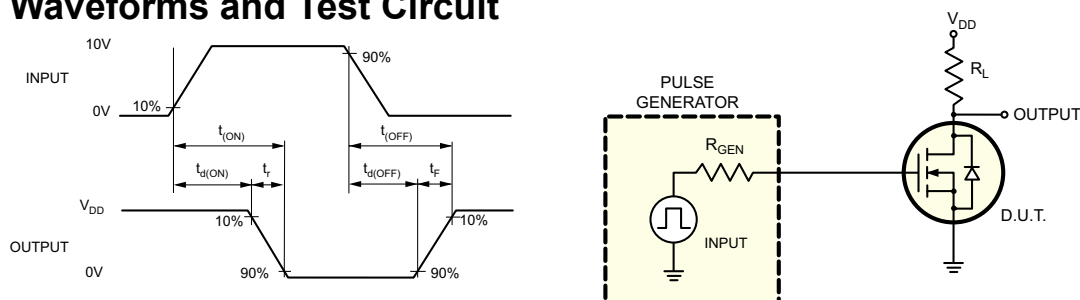 Waveforms and Test Circuit
10V
INPUT
0V
10%
90%
t(ON)
t(OFF)
td(ON)
tr
td(OFF)
tF
VDD
OUTPUT
0V
10%
90%
10%
90%
VDD
RL
OUTPUT
PULSE
GENERATOR
RGEN
INPUT
D.U.T.